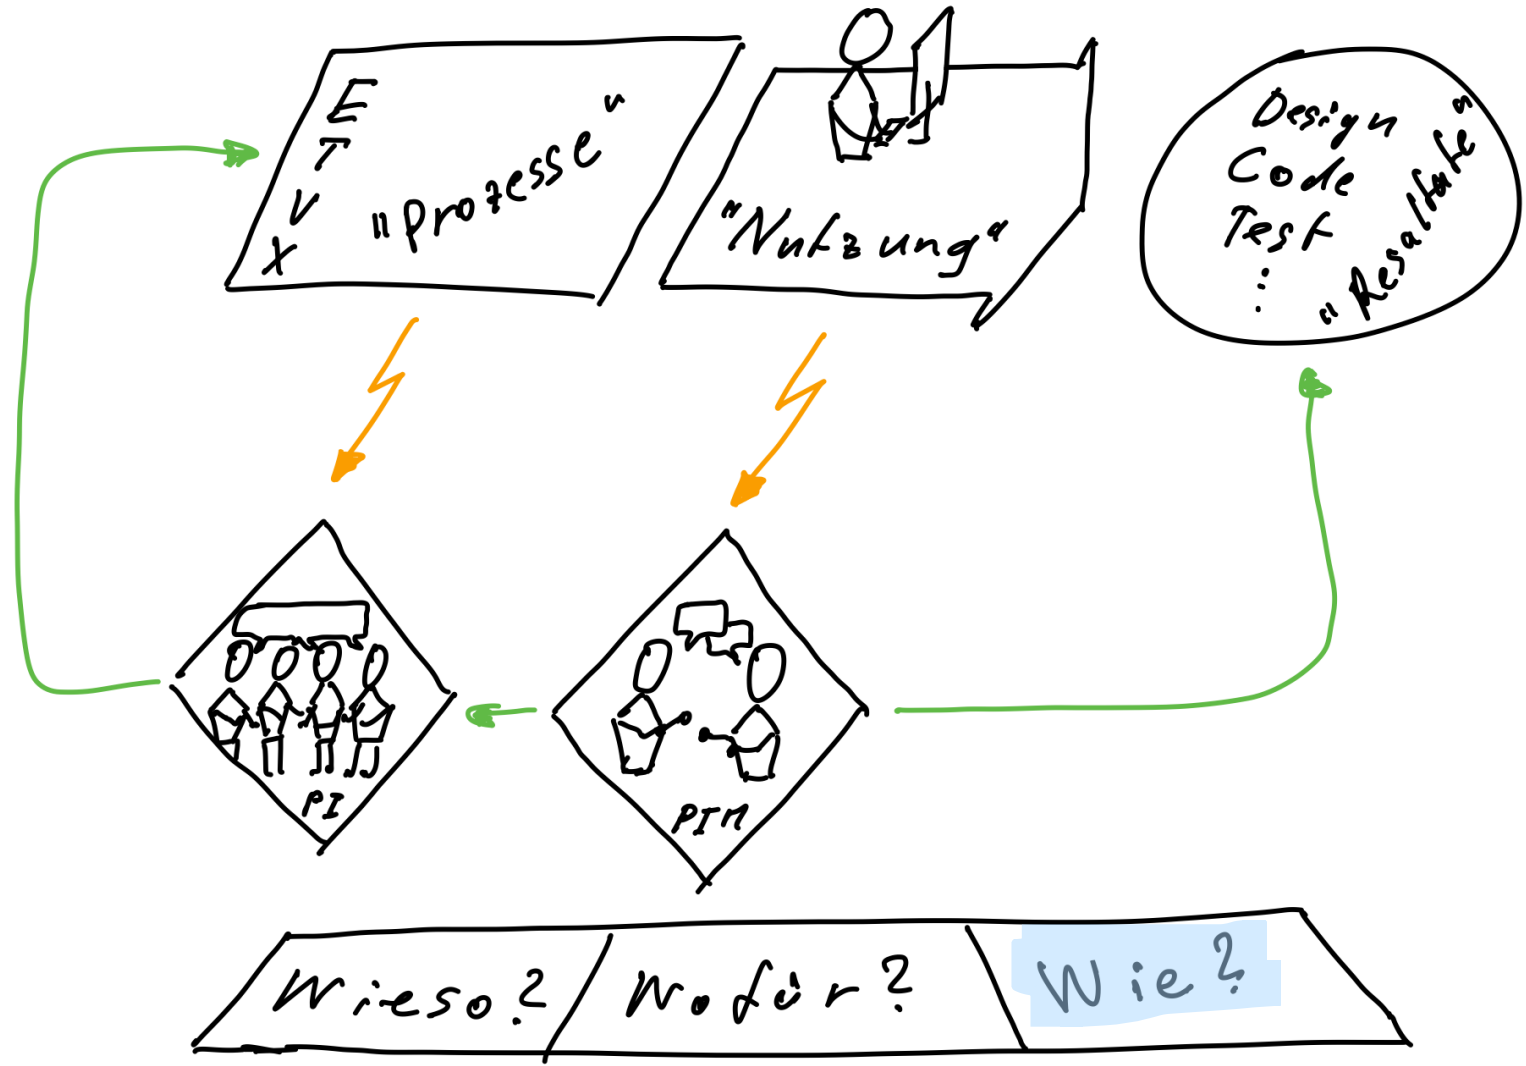 E
T
V
X
"Prozesse"
"Nutzung"
Design
Code
Test
⋮
"Resultate"
PI
PIM
Wieso?
Wofür?
Wie?